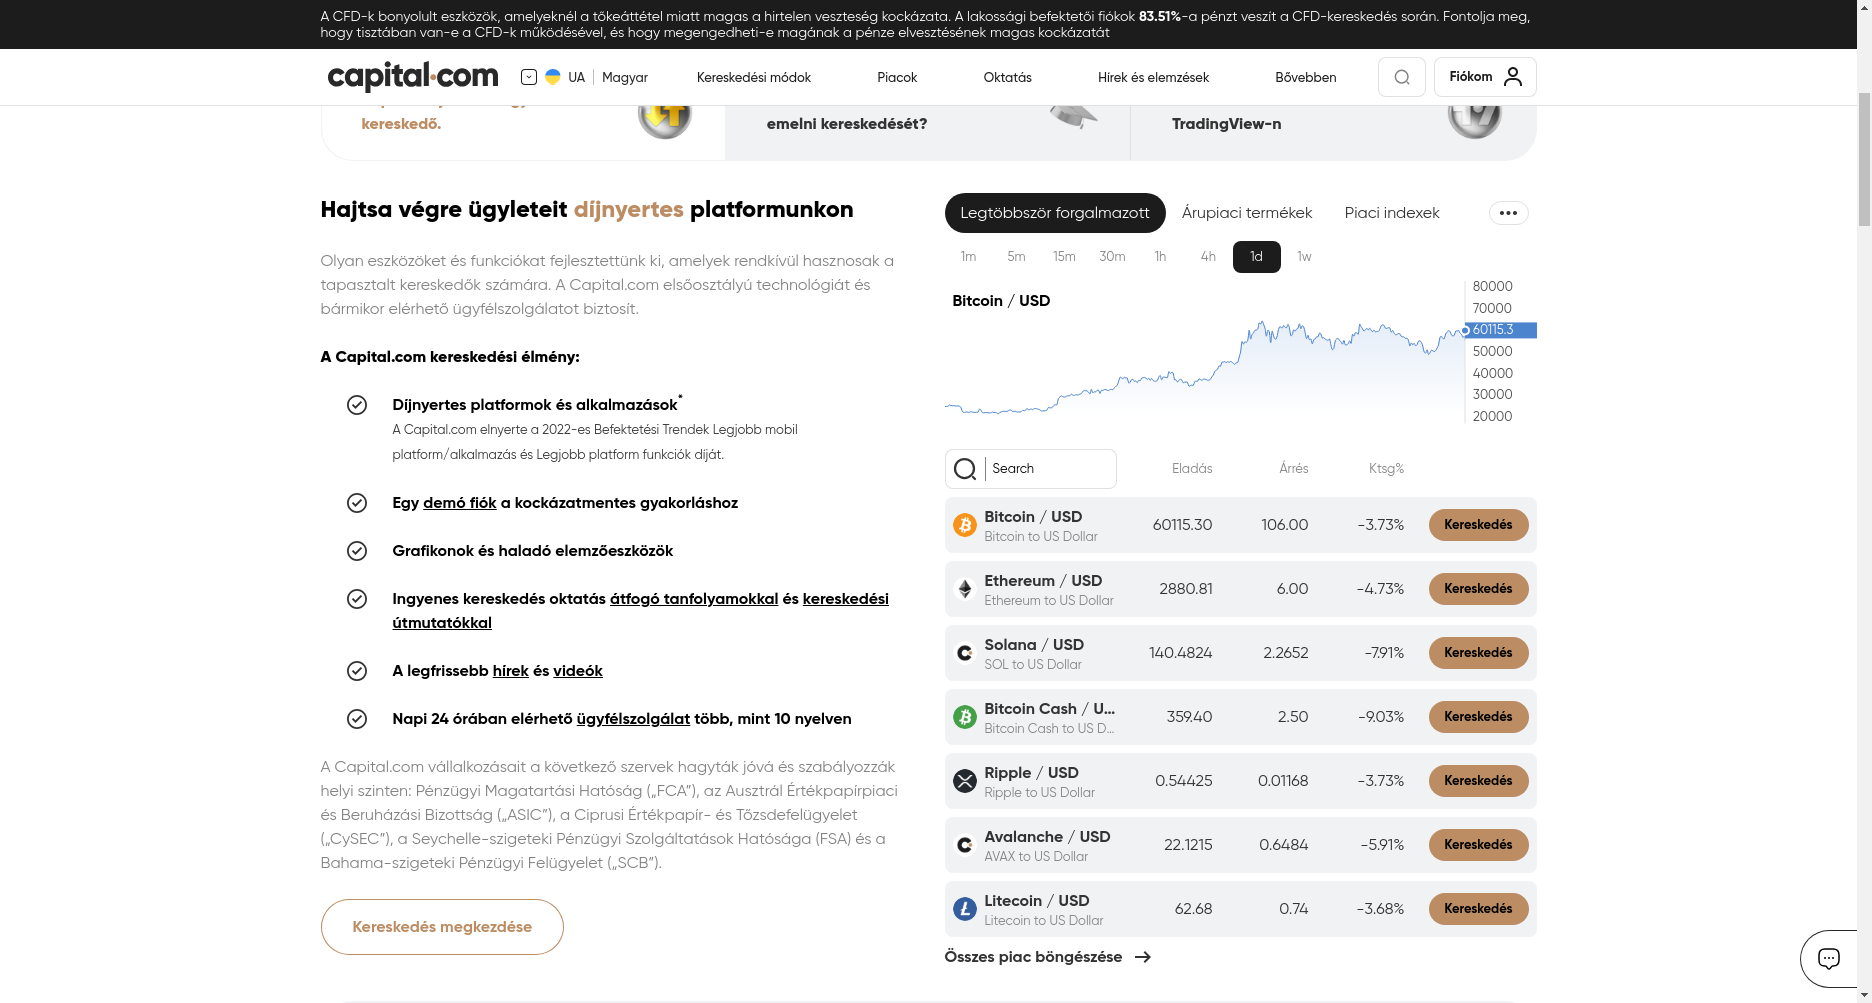 A CFD-k bonyolult eszközök, amelyeknél a tőkeáttétel miatt magas a hirtelen veszteség kockázata. A lakossági befektetői fiókok 83.51%-a pénzt veszít a CFD-kereskedés során. Fontolja meg,
hogy tisztában van-e a CFD-k működésével, és hogy megengedheti-e magának a pénze elvesztésének magas kockázatát
capital.com
UA
Magyar
Kereskedési módok
Piacok
Oktatás
Hírek és elemzések
Bővebben
Fiókom
kereskedő.
emelni kereskedését?
TradingView-n
Hajtsa végre ügyleteit díjnyertes platformunkon
Olyan eszközöket és funkciókat fejlesztettünk ki, amelyek rendkívül hasznosak a
tapasztalt kereskedők számára. A Capital.com elsőosztályú technológiát és
bármikor elérhető ügyfélszolgálatot biztosít.
A Capital.com kereskedési élmény:
Díjnyertes platformok és alkalmazások*
A Capital.com elnyerte a 2022-es Befektetési Trendek Legjobb mobil
platform/alkalmazás és Legjobb platform funkciók díját.
Egy demó fiók a kockázatmentes gyakorláshoz
Grafikonok és haladó elemzőeszközök
Ingyenes kereskedés oktatás átfogó tanfolyamokkal és kereskedési
útmutatókkal
A legfrissebb hírek és videók
Napi 24 órában elérhető ügyfélszolgálat több, mint 10 nyelven
A Capital.com vállalkozásait a következő szervek hagyták jóvá és szabályozzák
helyi szinten: Pénzügyi Magatartási Hatóság („FCA”), az Ausztrál Értékpapírpiaci
és Beruházási Bizottság („ASIC”), a Ciprusi Értékpapír- és Tőzsdefelügyelet
(„CySEC”), a Seychelle-szigeteki Pénzügyi Szolgáltatások Hatósága (FSA) és a
Bahama-szigeteki Pénzügyi Felügyelet („SCB”).
Kereskedés megkezdése
Legtöbbször forgalmazott
Árupiaci termékek
Piaci indexek
1m 5m 15m 30m 1h 4h 1d 1w
Bitcoin / USD
80000
70000
60115.3
50000
40000
30000
20000
Search Eladás Árrés Ktsg%
Bitcoin / USD
Bitcoin to US Dollar
60115.30 106.00 -3.73% Kereskedés
Ethereum / USD
Ethereum to US Dollar
2880.81 6.00 -4.73% Kereskedés
Solana / USD
SOL to US Dollar
140.4824 2.2652 -7.91% Kereskedés
Bitcoin Cash / U...
Bitcoin Cash to US D...
359.40 2.50 -9.03% Kereskedés
Ripple / USD
Ripple to US Dollar
0.54425 0.01168 -3.73% Kereskedés
Avalanche / USD
AVAX to US Dollar
22.1215 0.6484 -5.91% Kereskedés
Litecoin / USD
Litecoin to US Dollar
62.68 0.74 -3.68% Kereskedés
Összes piac böngészése